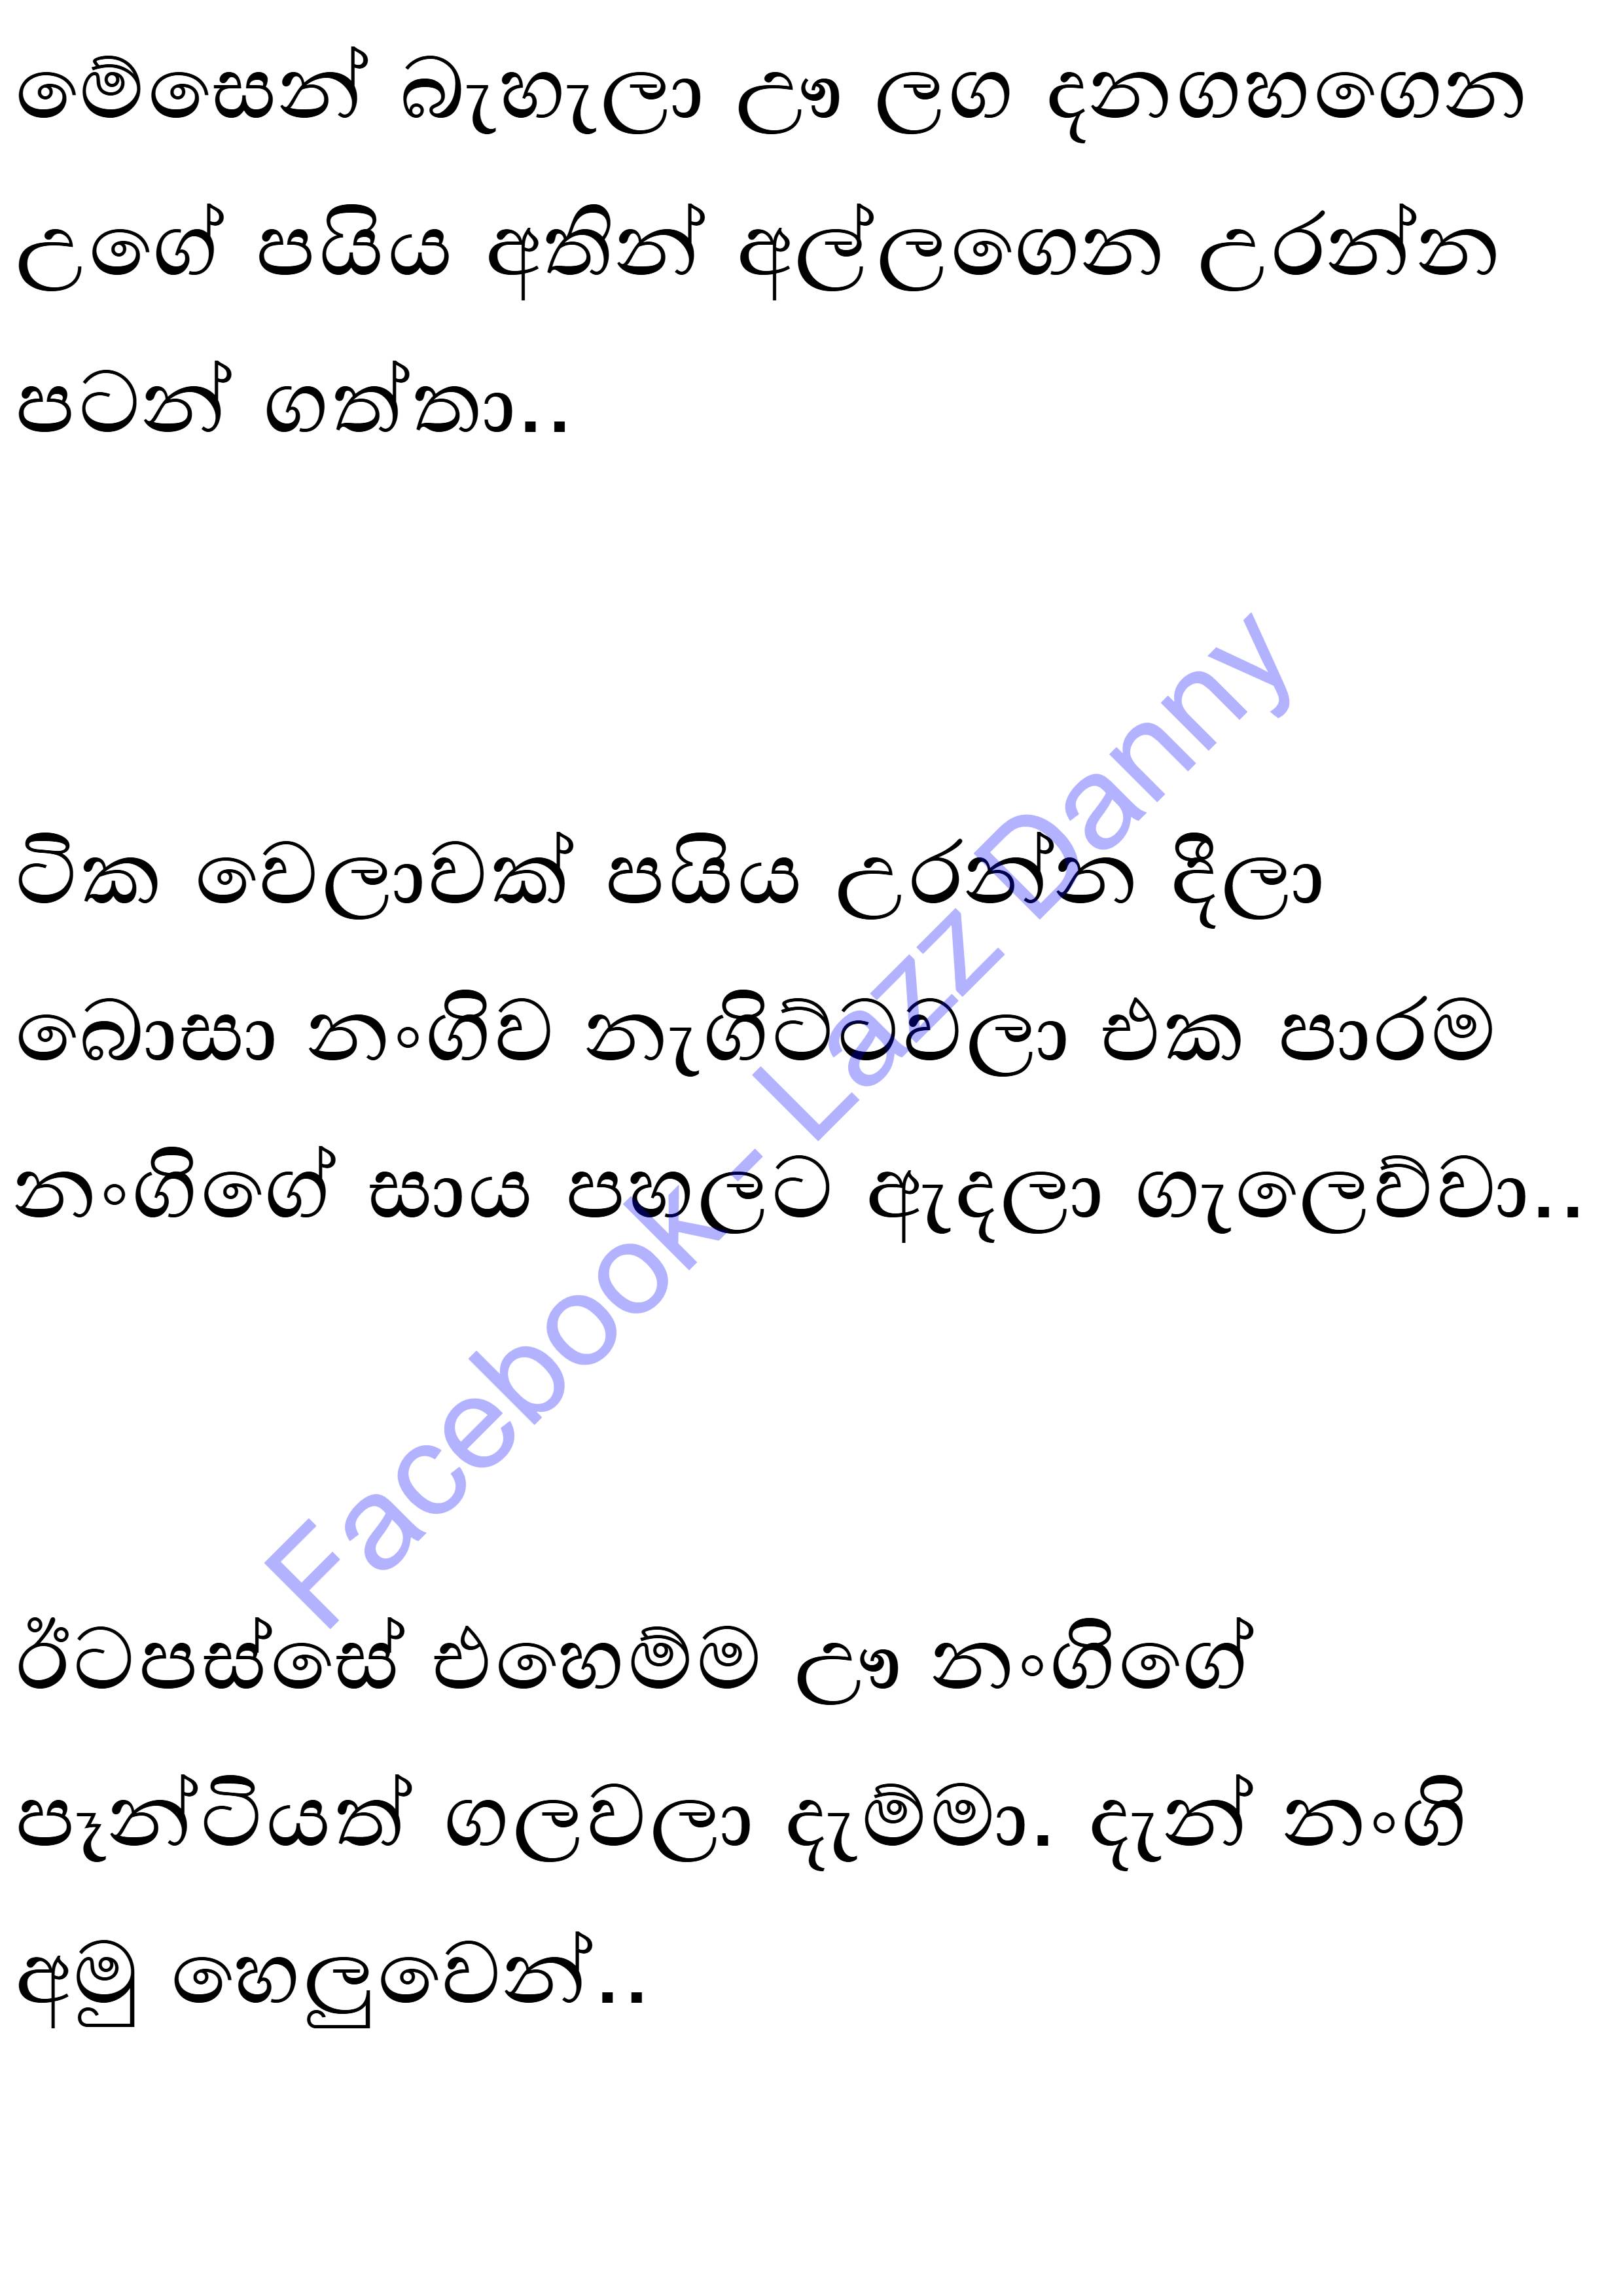 මේසෙන් බැහැලා ඌ ලග දනගහගෙන
උගේ පයිය අතින් අල්ලගෙන උරන්න
පටන් ගත්තා..
ටික වෙලාවක් පයිය උරන්න දීලා
බොසා නංගිව නැගිට්ටවලා එක පාරම
නංගිගේ සාය පහලට ඇදලා ගැලෙව්වා..
ඊටපස්සේ එහෙම්ම ඌ නංගිගේ
පෑන්ටියත් ගලවලා දැම්මා. දැන් නංගි
අමු හෙලුවෙන්..
Facebook - Lazz Danny